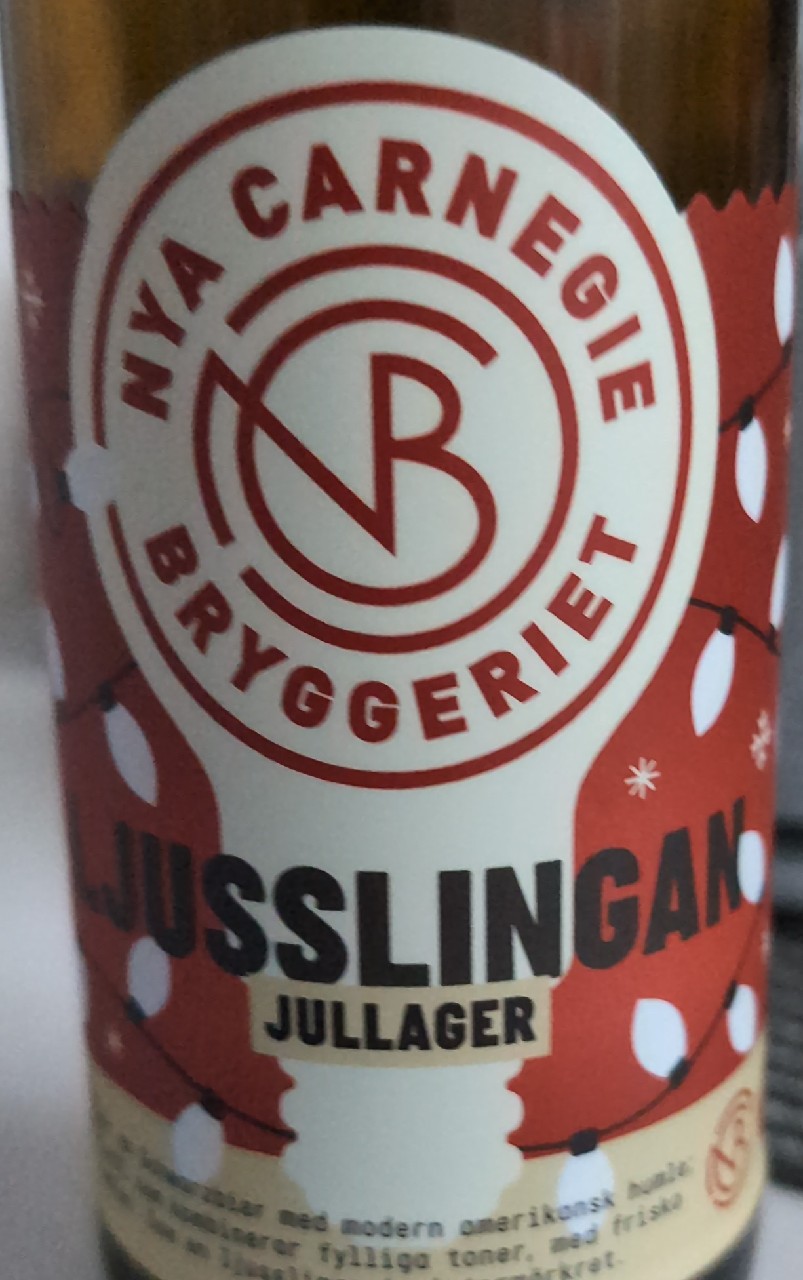 NYA CARNEGIE
BRYGGERIET
LJUSSLINGAN
JULLAGER
med modern amerikansk humle,
kombinerar fylliga toner, med friska